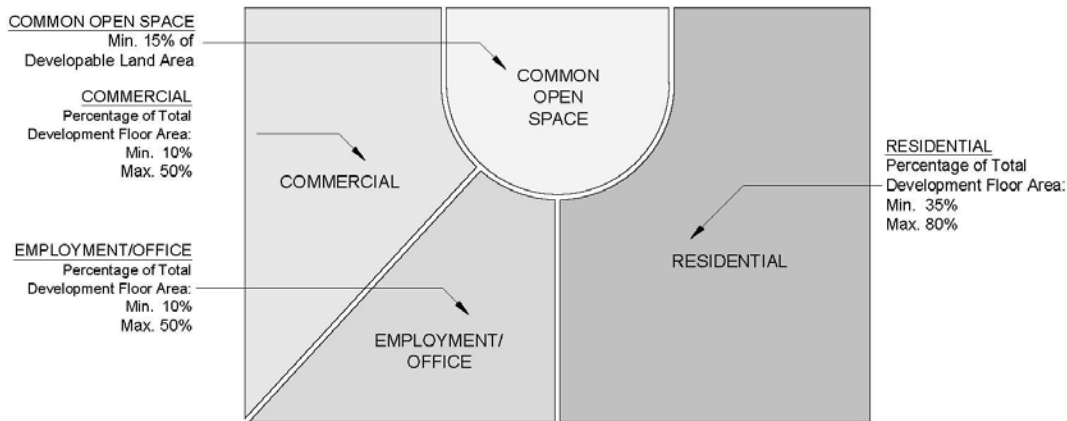 COMMON OPEN SPACE
Min. 15% of
Developable Land Area
COMMERCIAL
Percentage of Total
Development Floor Area:
Min. 10%
Max. 50%
EMPLOYMENT/OFFICE
Percentage of Total
Development Floor Area:
Min. 10%
Max. 50%
COMMON
OPEN
SPACE
COMMERCIAL
EMPLOYMENT/
OFFICE
RESIDENTIAL
RESIDENTIAL
Percentage of Total
Development Floor Area:
Min. 35%
Max. 80%